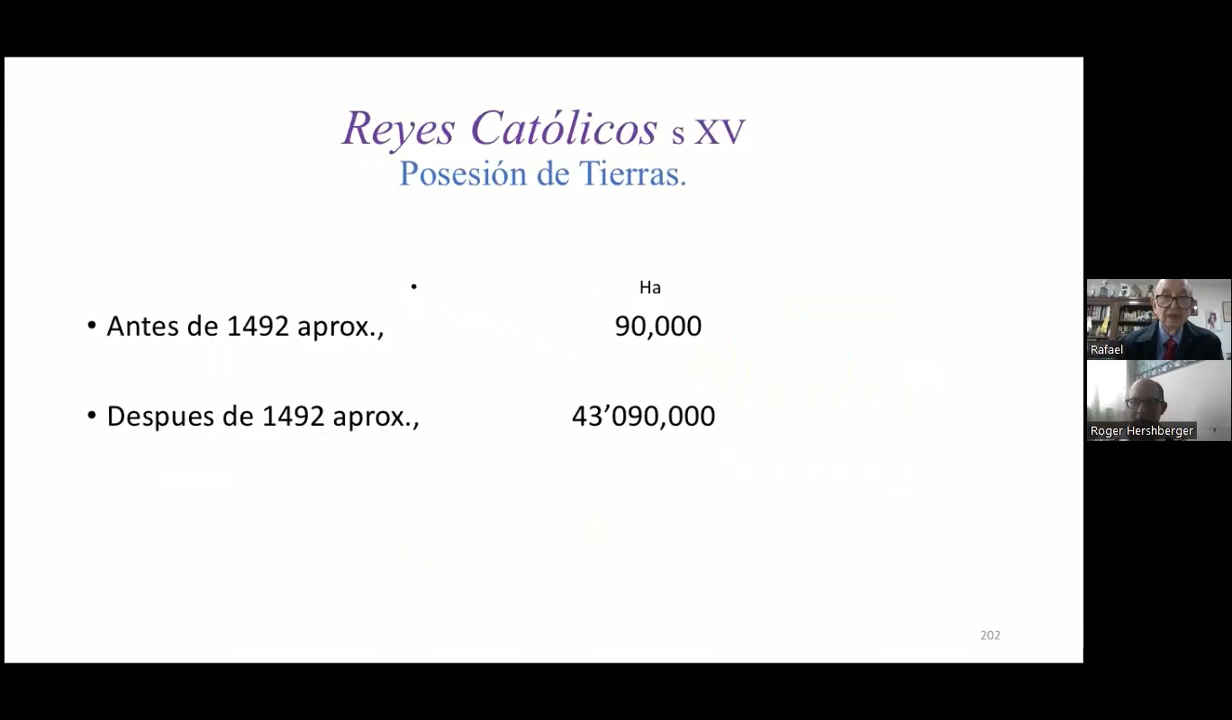 Reyes Católicos s XV
Posesión de Tierras.
• Ha
• Antes de 1492 aprox., 90,000
• Despues de 1492 aprox., 43’090,000
202
Rafael
Roger Hershberger